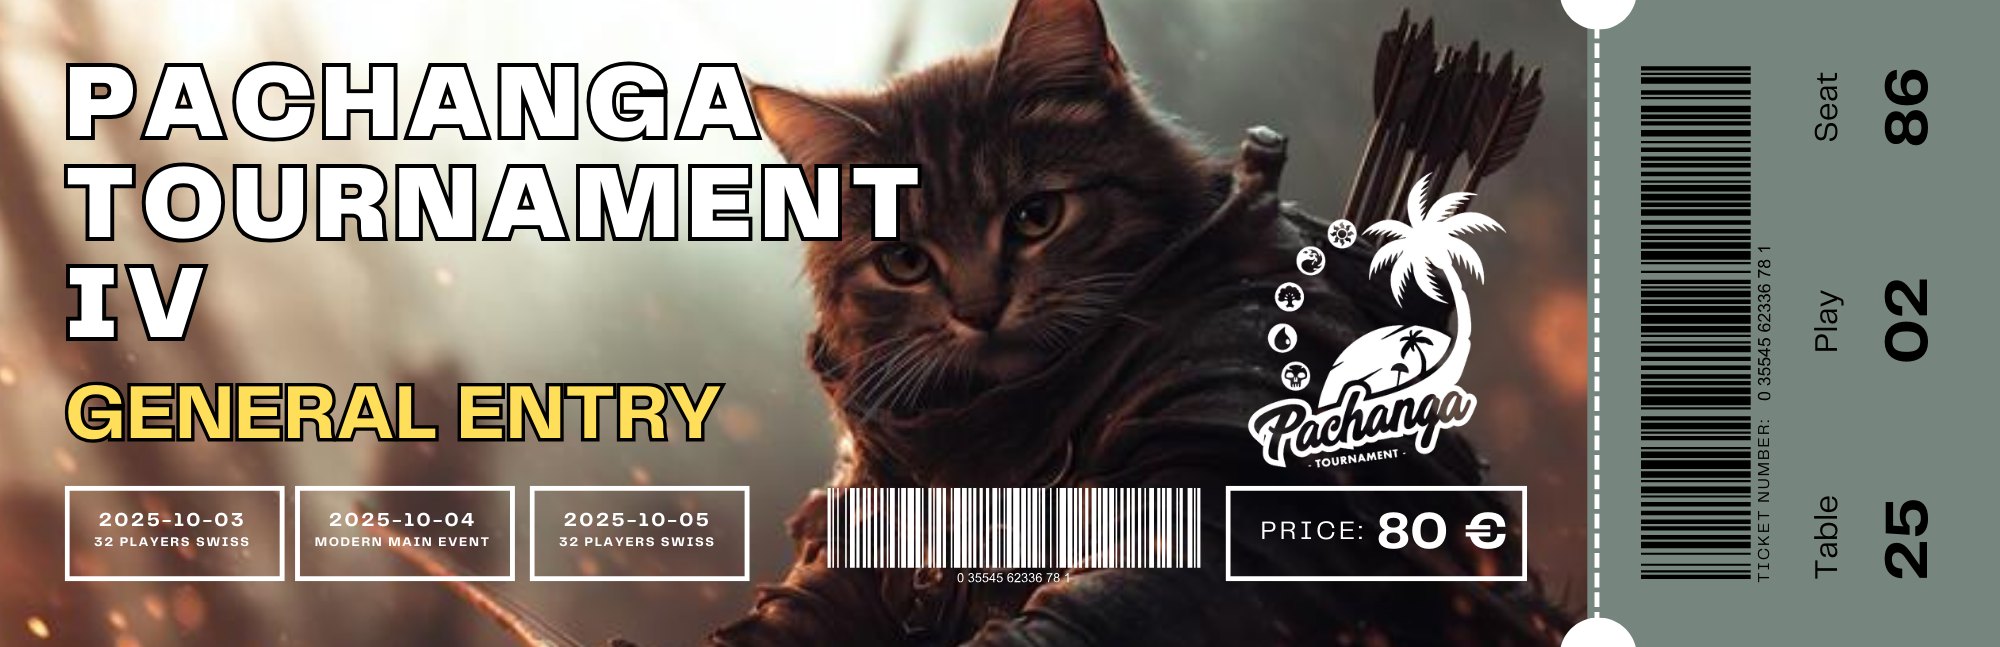 PACHANGA
TOURNAMENT
IV
GENERAL ENTRY
2025-10-03
32 PLAYERS SWISS
2025-10-04
MODERN MAIN EVENT
2025-10-05
32 PLAYERS SWISS
0 35545 62336 78 1
PRICE: 80 €
Pachanga
- TOURNAMENT -
TICKET NUMBER: 0 35545 62336 78 1
Table 25
Play 02
Seat 86